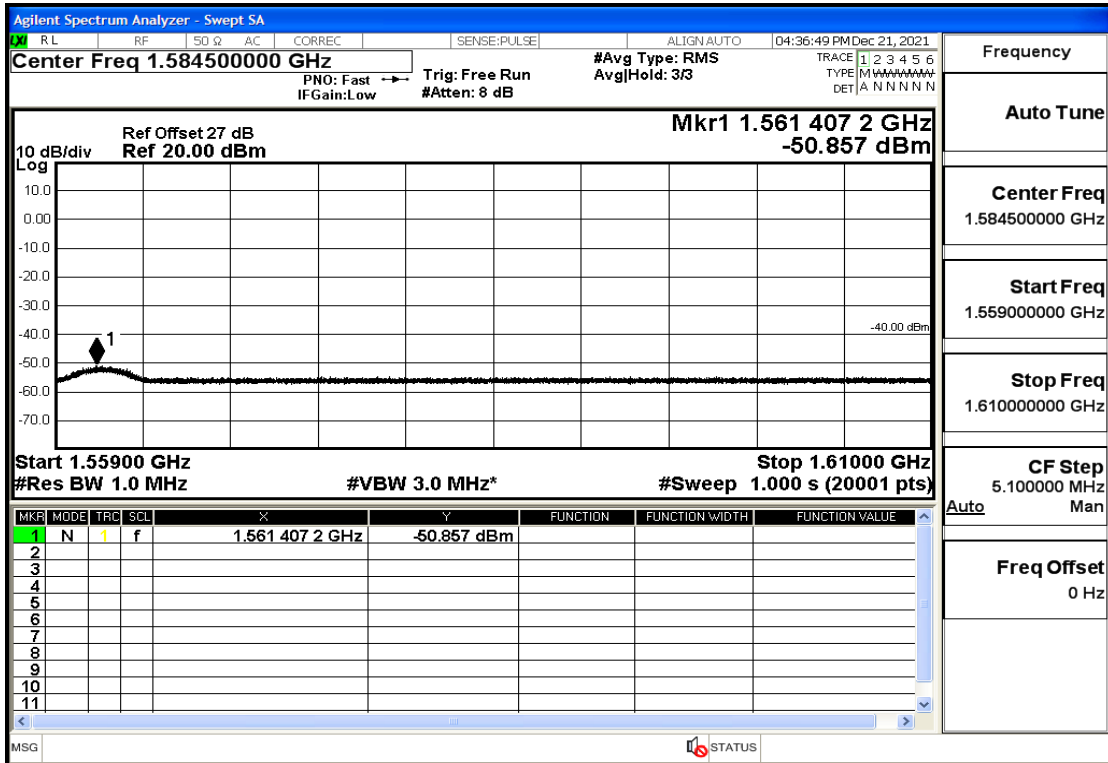 Agilent Spectrum Analyzer - Swept SA
LXI RL RF 50 Ω AC CORREC SENSE:PULSE ALIGN AUTO 04:36:49 PM Dec 21, 2021
Center Freq 1.584500000 GHz
PNO: Fast
IFGain:Low
Trig: Free Run
#Atten: 8 dB
#Avg Type: RMS
Avg|Hold: 3/3
TRACE 1 2 3 4 5 6
TYPE M WWWWW
DET A N N N N N
Ref Offset 27 dB
10 dB/div Ref 20.00 dBm
Log
Mkr1 1.561 407 2 GHz
-50.857 dBm
10.0
0.00
-10.0
-20.0
-30.0
-40.0
-50.0
-60.0
-70.0
1
-40.00 dBm
Start 1.55900 GHz Stop 1.61000 GHz
#Res BW 1.0 MHz #VBW 3.0 MHz* #Sweep 1.000 s (20001 pts)
MKR MODE TRC SCL X Y FUNCTION FUNCTION WIDTH FUNCTION VALUE
1 N 1 f 1.561 407 2 GHz -50.857 dBm
2
3
4
5
6
7
8
9
10
11
MSG STATUS
Frequency
Auto Tune
Center Freq
1.584500000 GHz
Start Freq
1.559000000 GHz
Stop Freq
1.610000000 GHz
CF Step
5.100000 MHz
Auto Man
Freq Offset
0 Hz